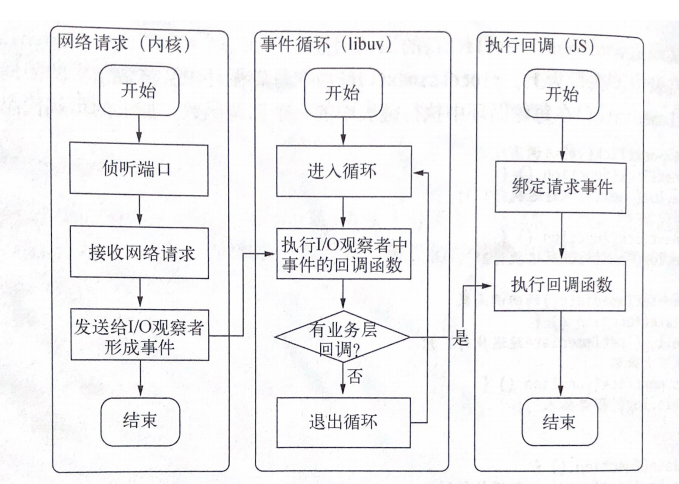 网络请求（内核）
开始
侦听端口
接收网络请求
发送给I/O观察者
形成事件
结束
事件循环（libuv）
开始
进入循环
执行I/O观察者中
事件的回调函数
有业务层
回调？
是
否
退出循环
执行回调（JS）
开始
绑定请求事件
执行回调函数
结束